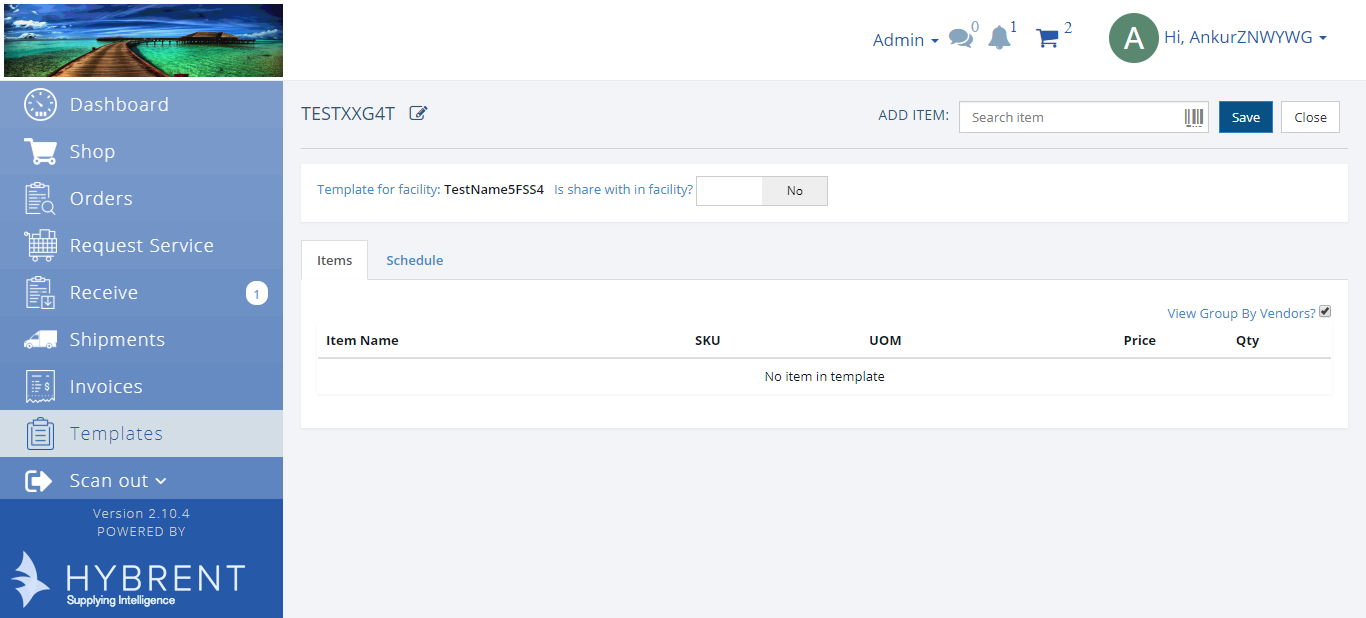 Admin 0 1 2 A Hi, AnkurZNWYWG
Dashboard
Shop
Orders
Request Service
Receive 1
Shipments
Invoices
Templates
Scan out
Version 2.10.4
POWERED BY
HYBRENT
Supplying Intelligence
TESTXXG4T ADD ITEM: Search item Save Close
Template for facility: TestName5FSS4 Is share with in facility? No
Items Schedule
View Group By Vendors?
Item Name SKU UOM Price Qty
No item in template